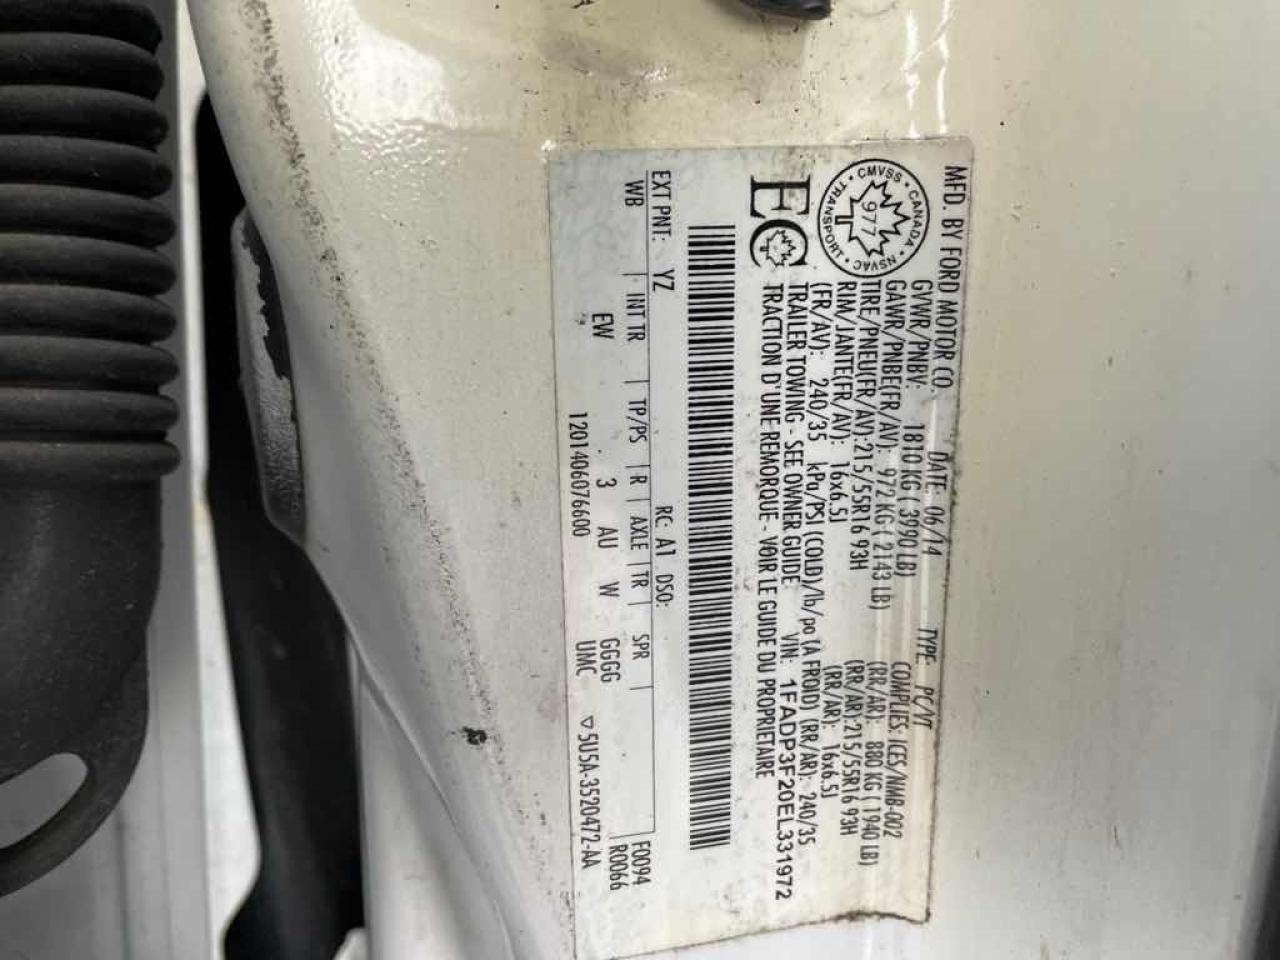 MFD. BY FORD MOTOR CO.
DATE: 06/14 TYPE: PC/VT
GVWR/PNBV: 1810 KG ( 3990 LB) COMPLIES: ICES/NMB-002
GAWR/PNBE(FR/AV): 972 KG ( 2143 LB) (RR/AR): 880 KG ( 1940 LB)
TIRE/PNEU(FR/AV):215/55R16 93H (RR/AR):215/55R16 93H
RIM/JANTE(FR/AV): 16x6.5J (RR/AR): 16x6.5J
(FR/AV): 240/35 kPa/PSI (COLD)/lb/po (A FROID) (RR/AR): 240/35
TRAILER TOWING - SEE OWNER GUIDE VIN: 1FADP3F20EL331972
TRACTION D'UNE REMORQUE - VOIR LE GUIDE DU PROPRIETAIRE
CMVSS • CANADA • NSVAC • TRANSPORT •
977
EC
EXT PNT: YZ RC: A1 DSO: F0094
WB INT TR TP/PS R AXLE TR SPR R0066
EW 3 AU W GGGG
1201406076600 UMC ▽5U5A-3520472-AA